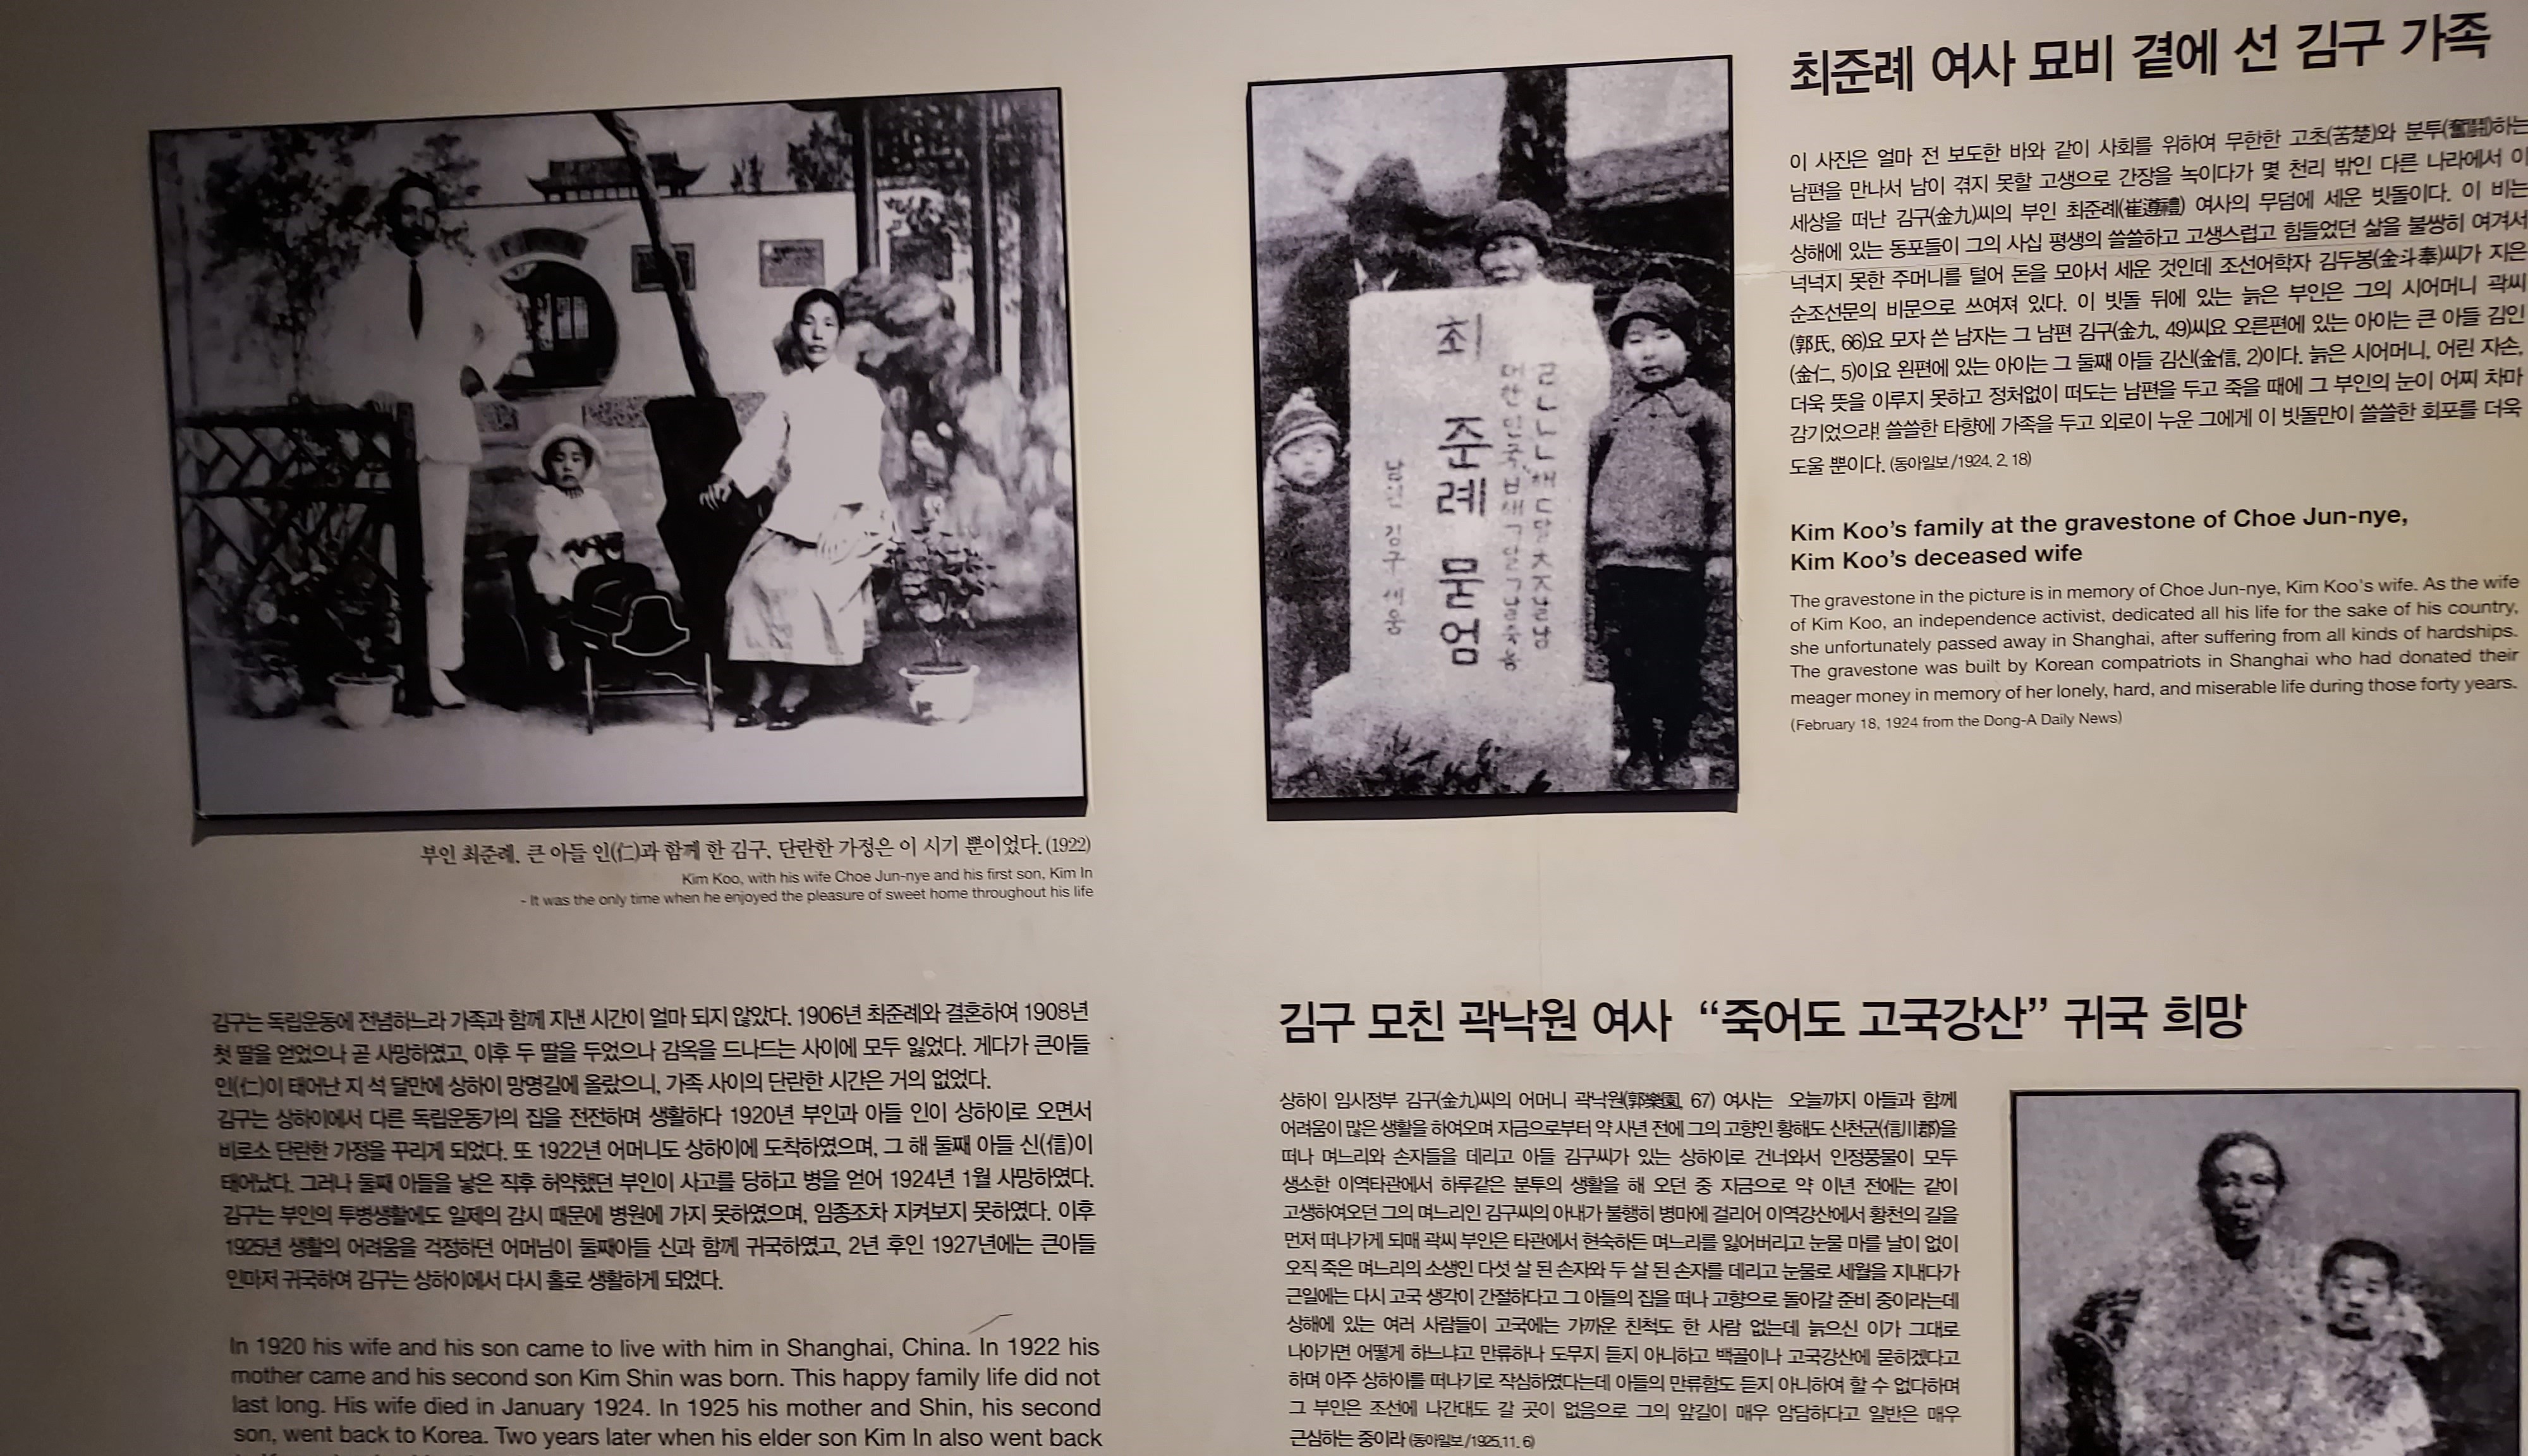 부인 최준례, 큰 아들 인(仁)과 함께 한 김구, 단란한 가정은 이 시기 뿐이었다. (1922)
Kim Koo, with his wife Choe Jun-nye and his first son, Kim In
- It was the only time when he enjoyed the pleasure of sweet home throughout his life
김구는 독립운동에 전념하느라 가족과 함께 지낸 시간이 얼마 되지 않았다. 1906년 최준례와 결혼하여 1908년
첫 딸을 얻었으나 곧 사망하였고, 이후 두 딸을 두었으나 감옥을 드나드는 사이에 모두 잃었다. 게다가 큰아들
인(仁)이 태어난 지 석 달만에 상하이 망명길에 올랐으니, 가족 사이의 단란한 시간은 거의 없었다.
김구는 상하이에서 다른 독립운동가의 집을 전전하며 생활하다 1920년 부인과 아들 인이 상하이로 오면서
비로소 단란한 가정을 꾸리게 되었다. 또 1922년 어머니도 상하이에 도착하였으며, 그 해 둘째 아들 신(信)이
태어났다. 그러나 둘째 아들을 낳은 직후 허약했던 부인이 사고를 당하고 병을 얻어 1924년 1월 사망하였다.
김구는 부인의 투병생활에도 일제의 감시 때문에 병원에 가지 못하였으며, 임종조차 지켜보지 못하였다. 이후
1925년 생활의 어려움을 걱정하던 어머님이 둘째아들 신과 함께 귀국하였고, 2년 후인 1927년에는 큰아들
인마저 귀국하여 김구는 상하이에서 다시 홀로 생활하게 되었다.
In 1920 his wife and his son came to live with him in Shanghai, China. In 1922 his
mother came and his second son Kim Shin was born. This happy family life did not
last long. His wife died in January 1924. In 1925 his mother and Shin, his second
son, went back to Korea. Two years later when his elder son Kim In also went back
최준례 여사 묘비 곁에 선 김구 가족
이 사진은 얼마 전 보도한 바와 같이 사회를 위하여 무한한 고초(苦楚)와 분투(奮鬪)하는
남편을 만나서 남이 겪지 못할 고생으로 간장을 녹이다가 몇 천리 밖인 다른 나라에서 이
세상을 떠난 김구(金九)씨의 부인 최준례(崔遵禮) 여사의 무덤에 세운 빗돌이다. 이 비는
상해에 있는 동포들이 그의 사십 평생의 쓸쓸하고 고생스럽고 힘들었던 삶을 불쌍히 여겨서
넉넉지 못한 주머니를 털어 돈을 모아서 세운 것인데 조선어학자 김두봉(金斗奉)씨가 지은
순조선문의 비문으로 쓰여져 있다. 이 빗돌 뒤에 있는 늙은 부인은 그의 시어머니 곽씨
(郭氏, 66)요 모자 쓴 남자는 그 남편 김구(金九, 49)씨요 오른편에 있는 아이는 큰 아들 김인
(金仁, 5)이요 왼편에 있는 아이는 그 둘째 아들 김신(金信, 2)이다. 늙은 시어머니, 어린 자손,
더욱 뜻을 이루지 못하고 정처없이 떠도는 남편을 두고 죽을 때에 그 부인의 눈이 어찌 차마
감기었으랴! 쓸쓸한 타향에 가족을 두고 외로이 누운 그에게 이 빗돌만이 쓸쓸한 회포를 더욱
도울 뿐이다. (동아일보/1924. 2. 18)
Kim Koo's family at the gravestone of Choe Jun-nye,
Kim Koo's deceased wife
The gravestone in the picture is in memory of Choe Jun-nye, Kim Koo's wife. As the wife
of Kim Koo, an independence activist, dedicated all his life for the sake of his country,
she unfortunately passed away in Shanghai, after suffering from all kinds of hardships.
The gravestone was built by Korean compatriots in Shanghai who had donated their
meager money in memory of her lonely, hard, and miserable life during those forty years.
(February 18, 1924 from the Dong-A Daily News)
최준례 묻엄
남편 김구 세움
김구 모친 곽낙원 여사 “죽어도 고국강산” 귀국 희망
상하이 임시정부 김구(金九)씨의 어머니 곽낙원(郭樂園, 67) 여사는 오늘까지 아들과 함께
어려움이 많은 생활을 하여오며 지금으로부터 약 사년 전에 그의 고향인 황해도 신천군(信川郡)을
떠나 며느리와 손자들을 데리고 아들 김구씨가 있는 상하이로 건너와서 인정풍물이 모두
생소한 이역타관에서 하루같은 분투의 생활을 해 오던 중 지금으로 약 이년 전에는 같이
고생하여오던 그의 며느리인 김구씨의 아내가 불행히 병마에 걸리어 이역강산에서 황천의 길을
먼저 떠나가게 되매 곽씨 부인은 타관에서 현숙하든 며느리를 잃어버리고 눈물 마를 날이 없이
오직 죽은 며느리의 소생인 다섯 살 된 손자와 두 살 된 손자를 데리고 눈물로 세월을 지내다가
근일에는 다시 고국 생각이 간절하다고 그 아들의 집을 떠나 고향으로 돌아갈 준비 중이라는데
상해에 있는 여러 사람들이 고국에는 가까운 친척도 한 사람 없는데 늙으신 이가 그대로
나아가면 어떻게 하느냐고 만류하나 도무지 듣지 아니하고 백골이나 고국강산에 묻히겠다고
하며 아주 상하이를 떠나기로 작심하였다는데 아들의 만류함도 듣지 아니하여 할 수 없다하며
그 부인은 조선에 나간대도 갈 곳이 없음으로 그의 앞길이 매우 암담하다고 일반은 매우
근심하는 중이라 (동아일보/1925.11. 6)